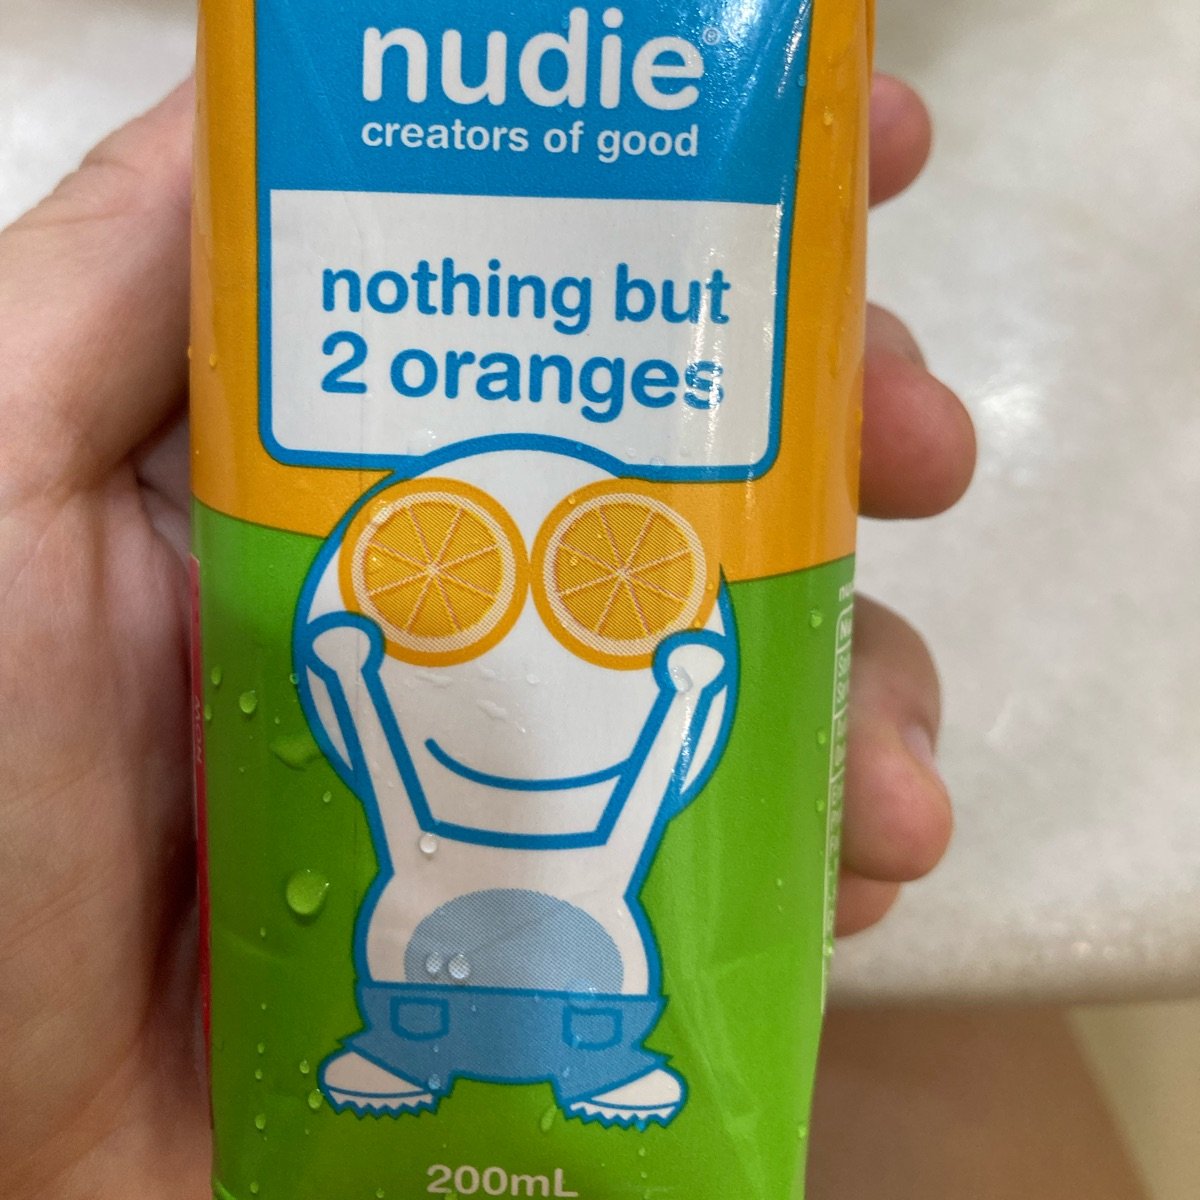 nudie®
creators of good
nothing but
2 oranges
200mL